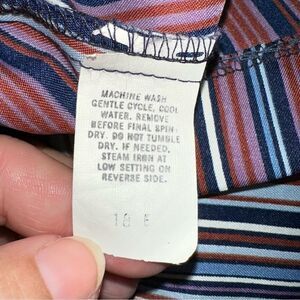 MACHINE WASH
GENTLE CYCLE, COOL
WATER. REMOVE
BEFORE FINAL SPIN.
DRY. DO NOT TUMBLE
DRY. IF NEEDED,
STEAM IRON AT
LOW SETTING ON
REVERSE SIDE.